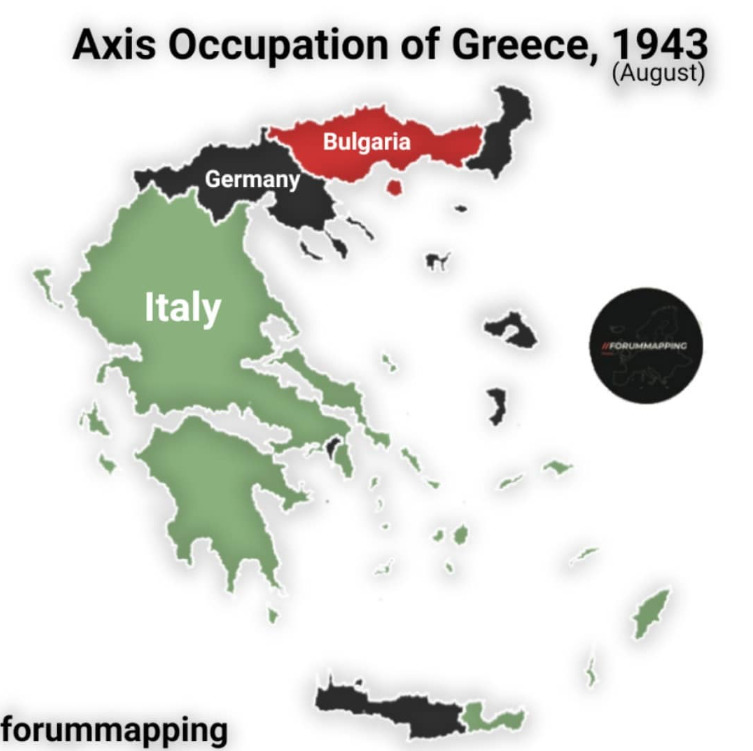 Axis Occupation of Greece, 1943
(August)
Bulgaria
Germany
Italy
//FORUMMAPPING
forummapping